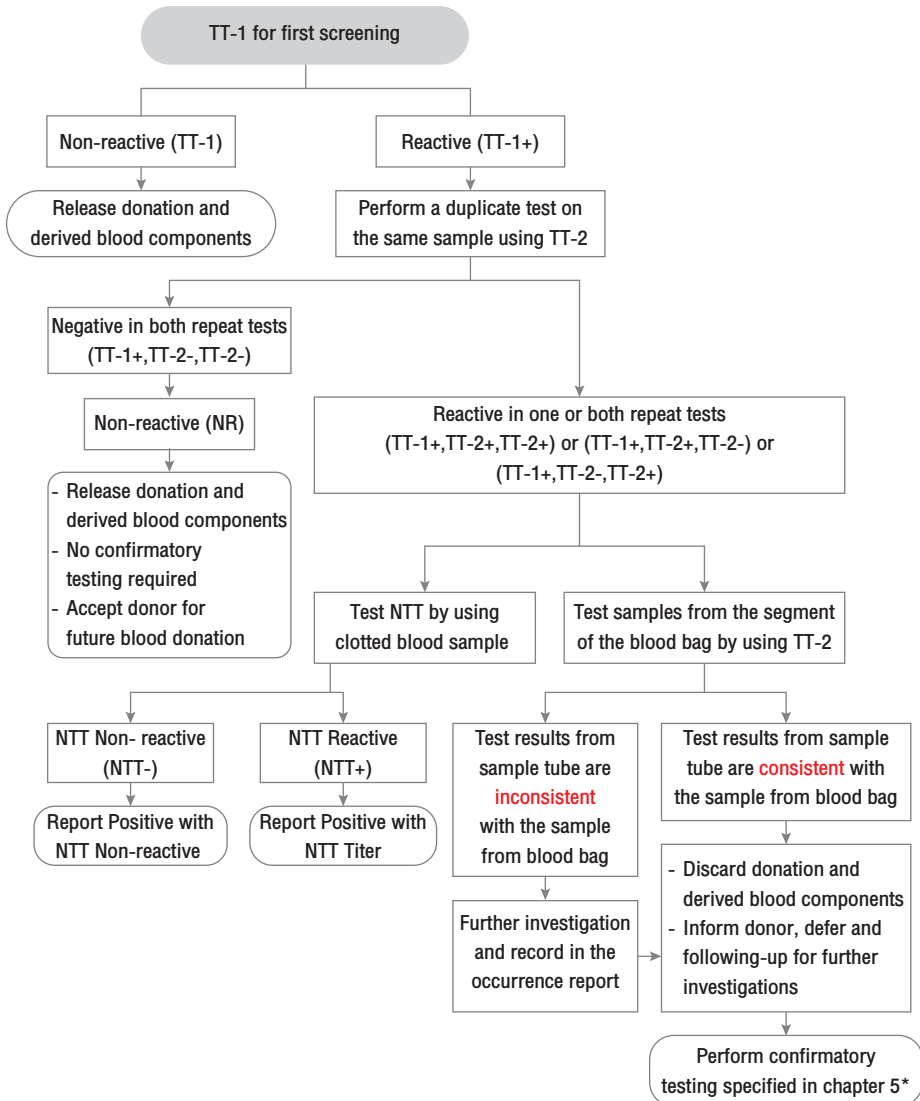 TT-1 for first screening
Non-reactive (TT-1)
Reactive (TT-1+)
Release donation and
derived blood components
Perform a duplicate test on
the same sample using TT-2
Negative in both repeat tests
(TT-1+,TT-2-,TT-2-)
Non-reactive (NR)
- Release donation and
derived blood components
- No confirmatory
testing required
- Accept donor for
future blood donation
Reactive in one or both repeat tests
(TT-1+,TT-2+,TT-2+) or (TT-1+,TT-2+,TT-2-) or
(TT-1+,TT-2-,TT-2+)
Test NTT by using
clotted blood sample
Test samples from the segment
of the blood bag by using TT-2
NTT Non- reactive
(NTT-)
NTT Reactive
(NTT+)
Report Positive with
NTT Non-reactive
Report Positive with
NTT Titer
Test results from
sample tube are
inconsistent
with the sample
from blood bag
Test results from sample
tube are consistent with
the sample from blood bag
Further investigation
and record in the
occurrence report
- Discard donation and
derived blood components
- Inform donor, defer and
following-up for further
investigations
Perform confirmatory
testing specified in chapter 5*